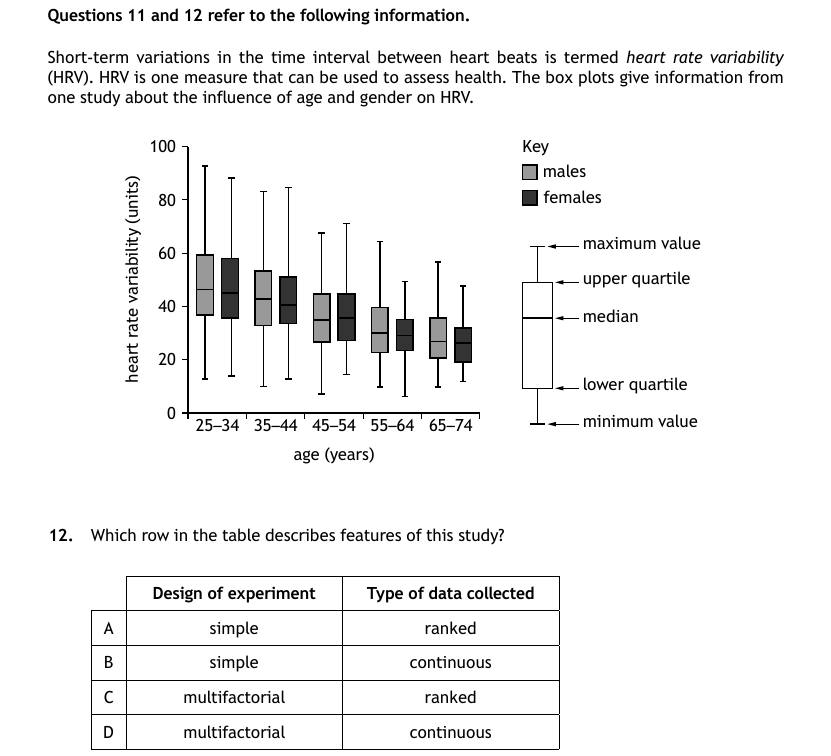 Questions 11 and 12 refer to the following information.
Short-term variations in the time interval between heart beats is termed heart rate variability
(HRV). HRV is one measure that can be used to assess health. The box plots give information from
one study about the influence of age and gender on HRV.
heart rate variability (units)
100
80
60
40
20
0
25–34 35–44 45–54 55–64 65–74
age (years)
Key
males
females
maximum value
upper quartile
median
lower quartile
minimum value
12. Which row in the table describes features of this study?
Design of experiment Type of data collected
A simple ranked
B simple continuous
C multifactorial ranked
D multifactorial continuous